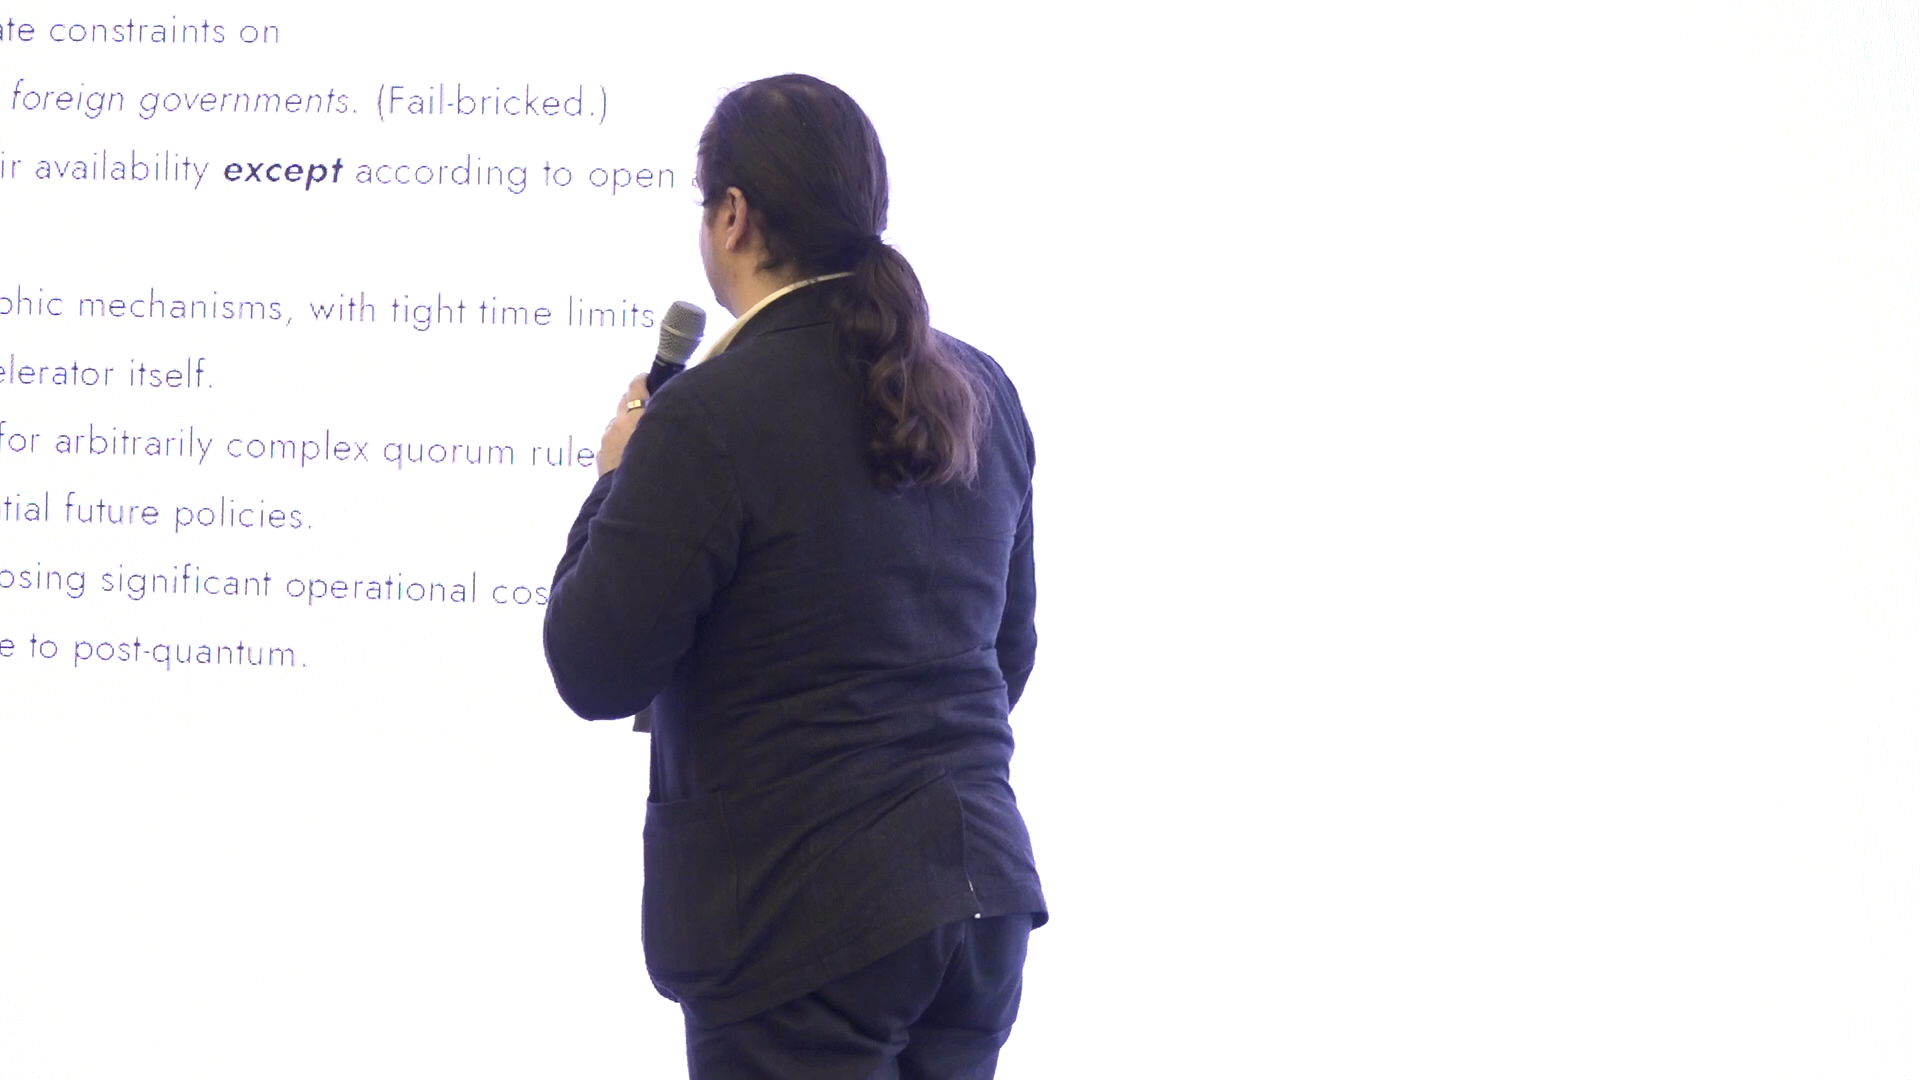 ate constraints on
foreign governments. (Fail-bricked.)
ir availability except according to open
phic mechanisms, with tight time limits
elerator itself.
for arbitrarily complex quorum rule
tial future policies.
osing significant operational cos
e to post-quantum.